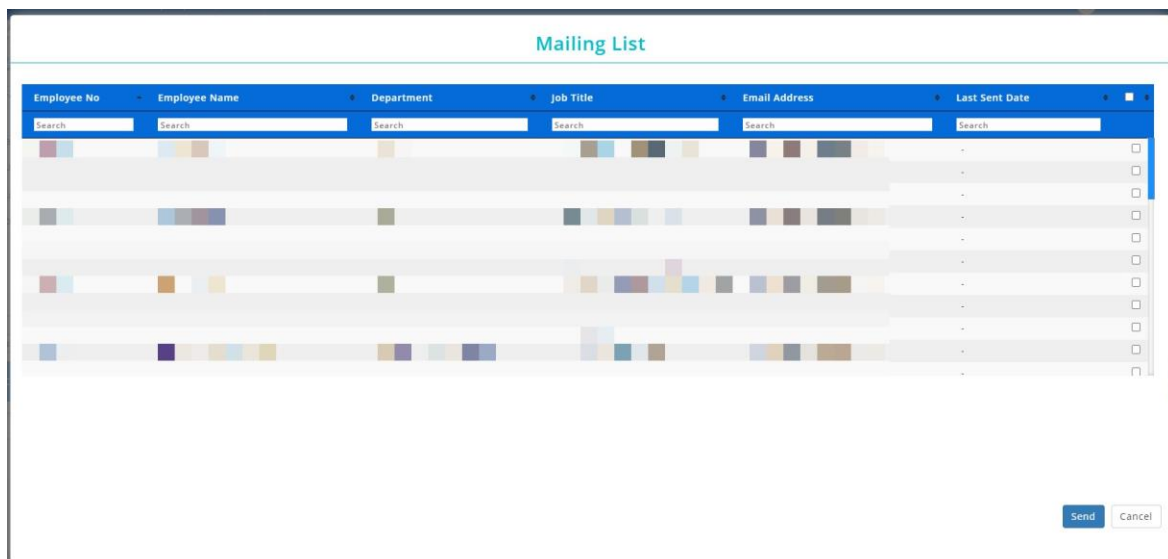 Mailing List
Employee No Employee Name Department Job Title Email Address Last Sent Date
Search Search Search Search Search Search
-
-
-
-
-
-
-
-
-
-
-
Send Cancel